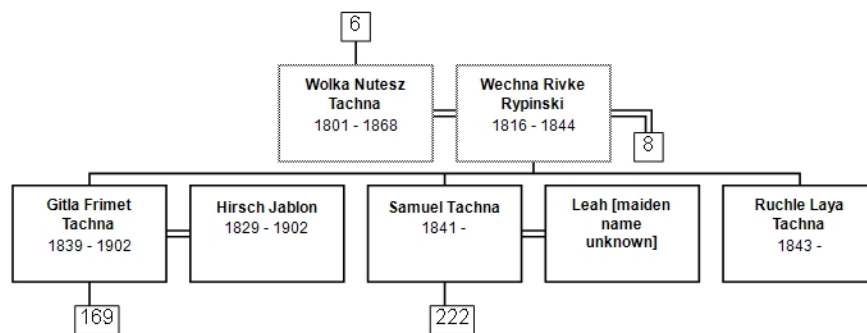 6
Wolka Nutesz
Tachna
1801 - 1868
Wechna Rivke
Rypinski
1816 - 1844
8
Gitla Frimet
Tachna
1839 - 1902
Hirsch Jablon
1829 - 1902
Samuel Tachna
1841 -
Leah [maiden
name
unknown]
Ruchle Laya
Tachna
1843 -
169
222